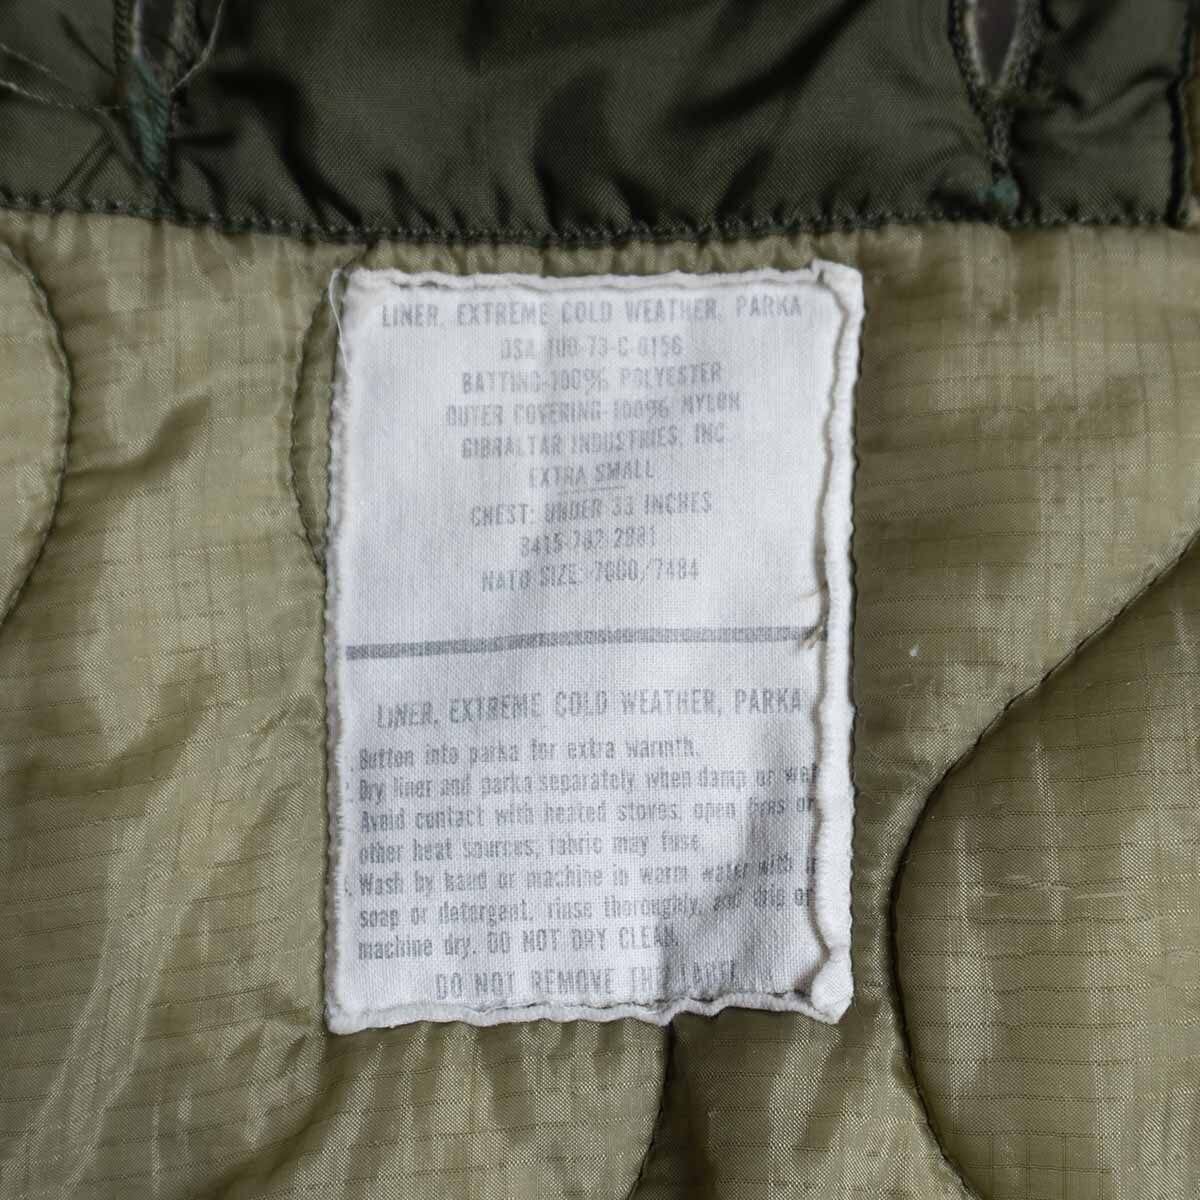 LINER, EXTREME COLD WEATHER, PARKA
DSA 100-73-C-0156
BATTING-100% POLYESTER
OUTER COVERING-100% NYLON
GIBRALTAR INDUSTRIES, INC.
EXTRA SMALL
CHEST: UNDER 33 INCHES
8415-782-2881
NATO SIZE: 7000/7484
LINER, EXTREME COLD WEATHER, PARKA
Button into parka for extra warmth.
Dry liner and parka separately when damp or wet
Avoid contact with heated stoves, open fires or
other heat sources, fabric may fuse.
Wash by hand or machine in warm water with
soap or detergent, rinse thoroughly, and drip or
machine dry. DO NOT DRY CLEAN.
DO NOT REMOVE THIS LABEL